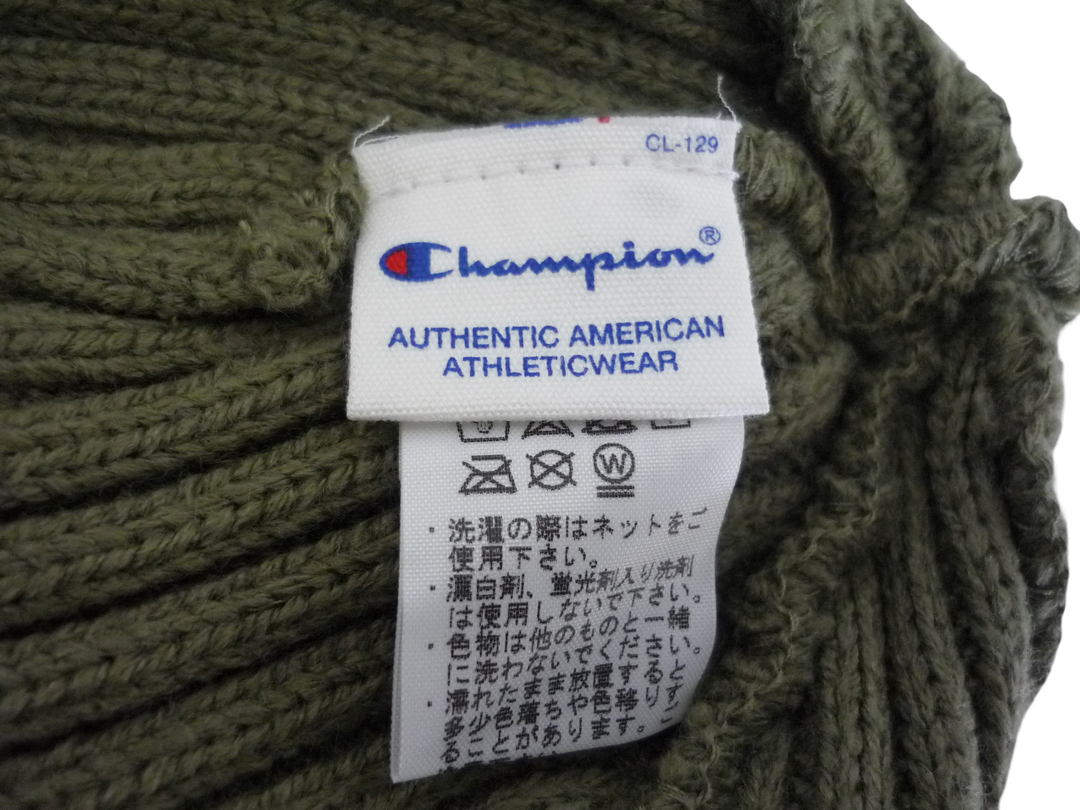 CL-129
Champion®
AUTHENTIC AMERICAN
ATHLETICWEAR
W
・洗濯の際はネットをご
使用下さい。
・漂白剤、蛍光剤入り洗剤
は使用しないで下さい。
・色物は他のものと一緒
に洗わないでください。
・濡れたまま放置すると
多少色落ちや色移りす
ることがあります。